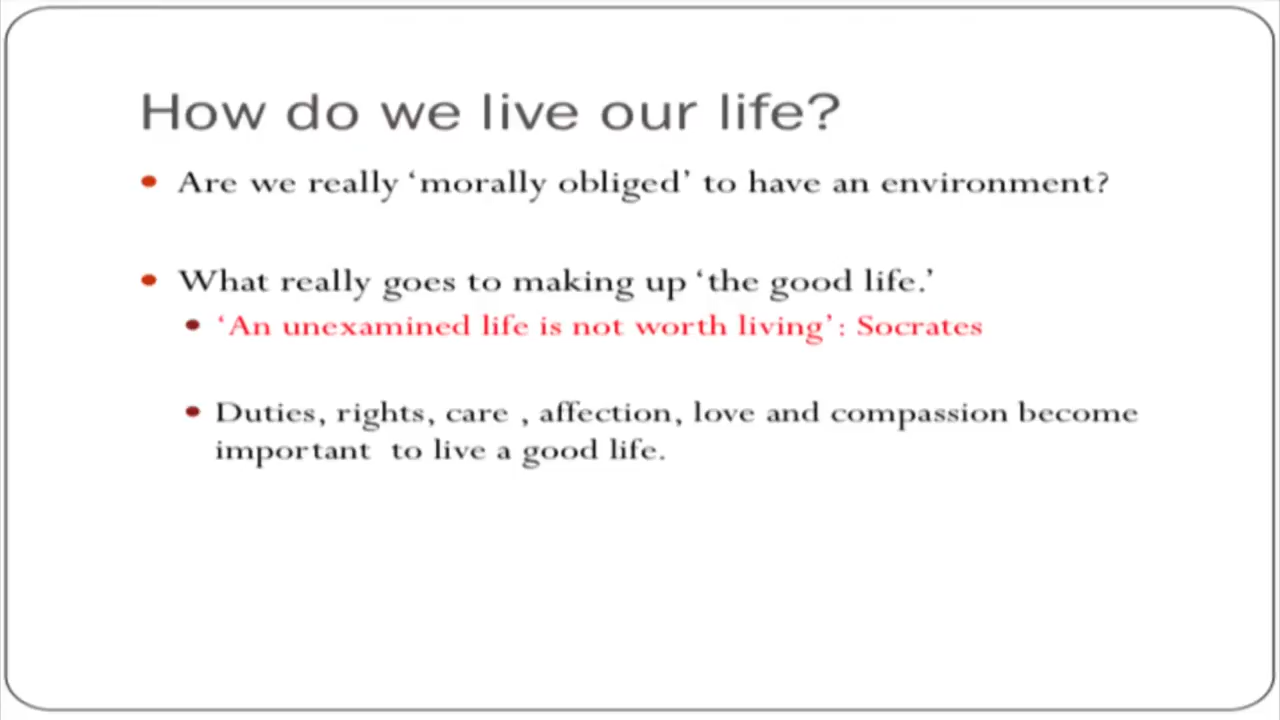 How do we live our life?
• Are we really ‘morally obliged’ to have an environment?
• What really goes to making up ‘the good life.’
• ‘An unexamined life is not worth living’: Socrates
• Duties, rights, care , affection, love and compassion become
important to live a good life.